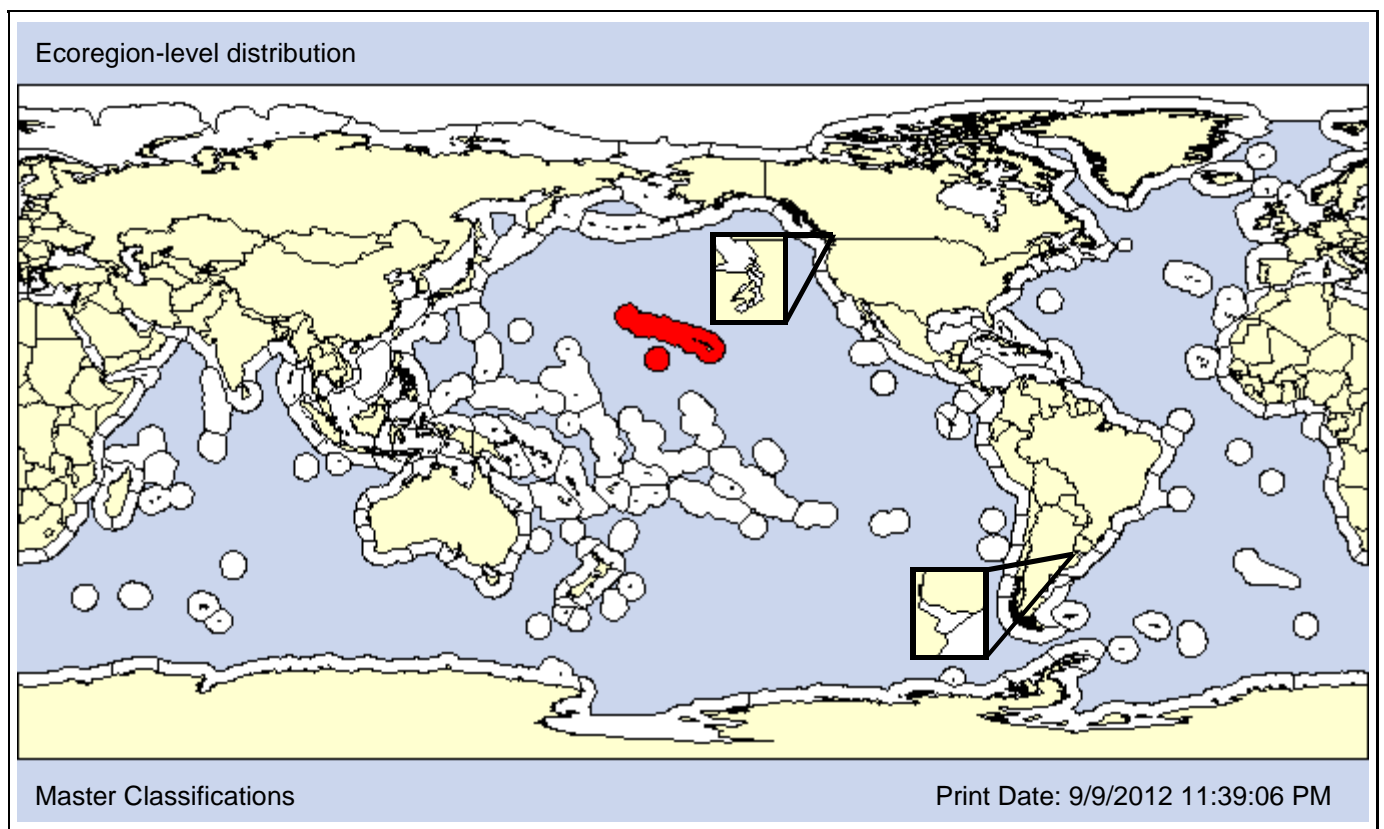 Ecoregion-level distribution
Master Classifications
Print Date: 9/9/2012 11:39:06 PM